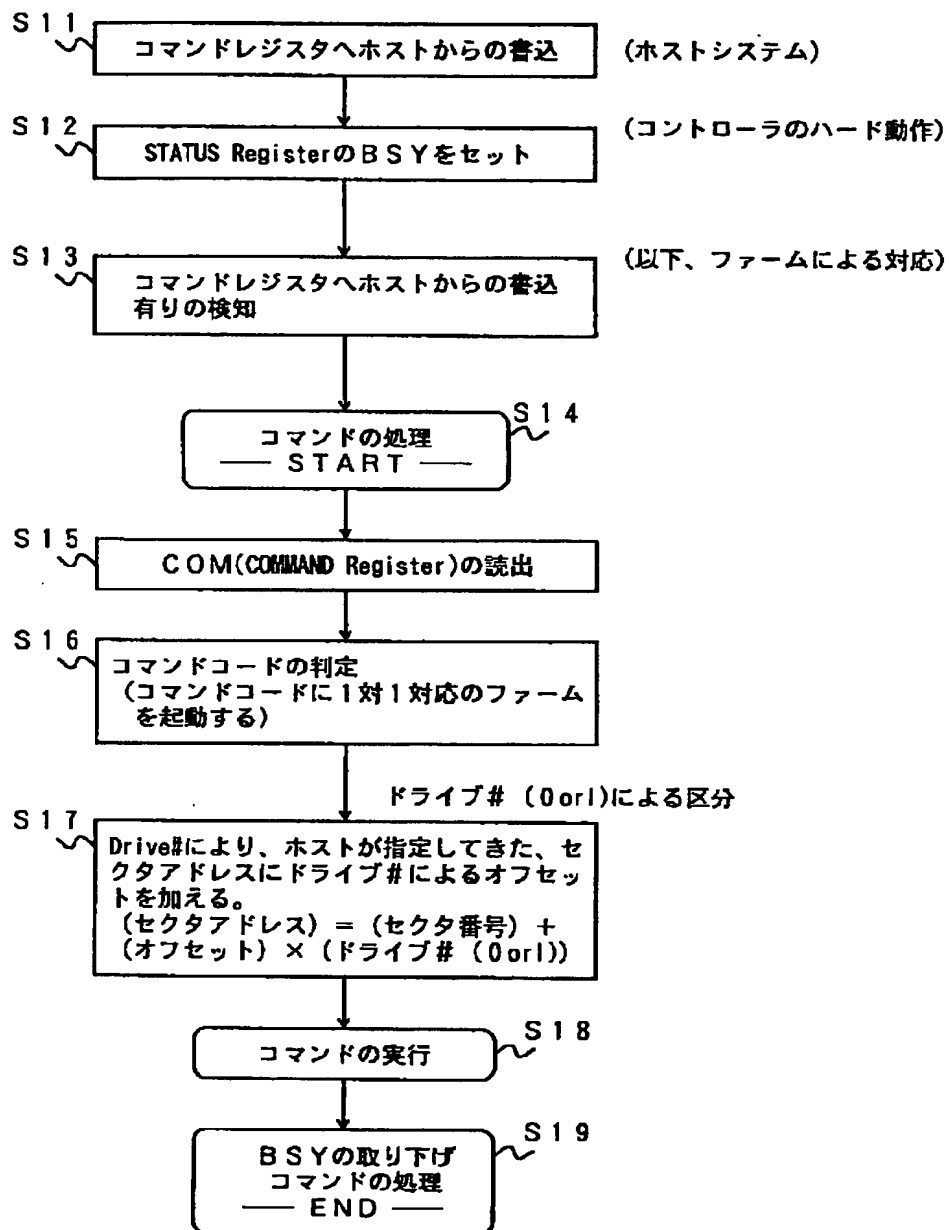 S11
コマンドレジスタへホストからの書込
(ホストシステム)
S12
STATUS RegisterのBSYをセット
(コントローラのハード動作)
S13
コマンドレジスタへホストからの書込
有りの検知
(以下、ファームによる対応)
S14
コマンドの処理
── START ──
S15
COM(COMMAND Register)の読出
S16
コマンドコードの判定
(コマンドコードに1対1対応のファーム
を起動する)
ドライブ# (0or1)による区分
S17
Drive#により、ホストが指定してきた、セ
クタアドレスにドライブ#によるオフセッ
トを加える。
(セクタアドレス) = (セクタ番号) +
(オフセット) × (ドライブ# (0or1))
S18
コマンドの実行
S19
BSYの取り下げ
コマンドの処理
── END ──